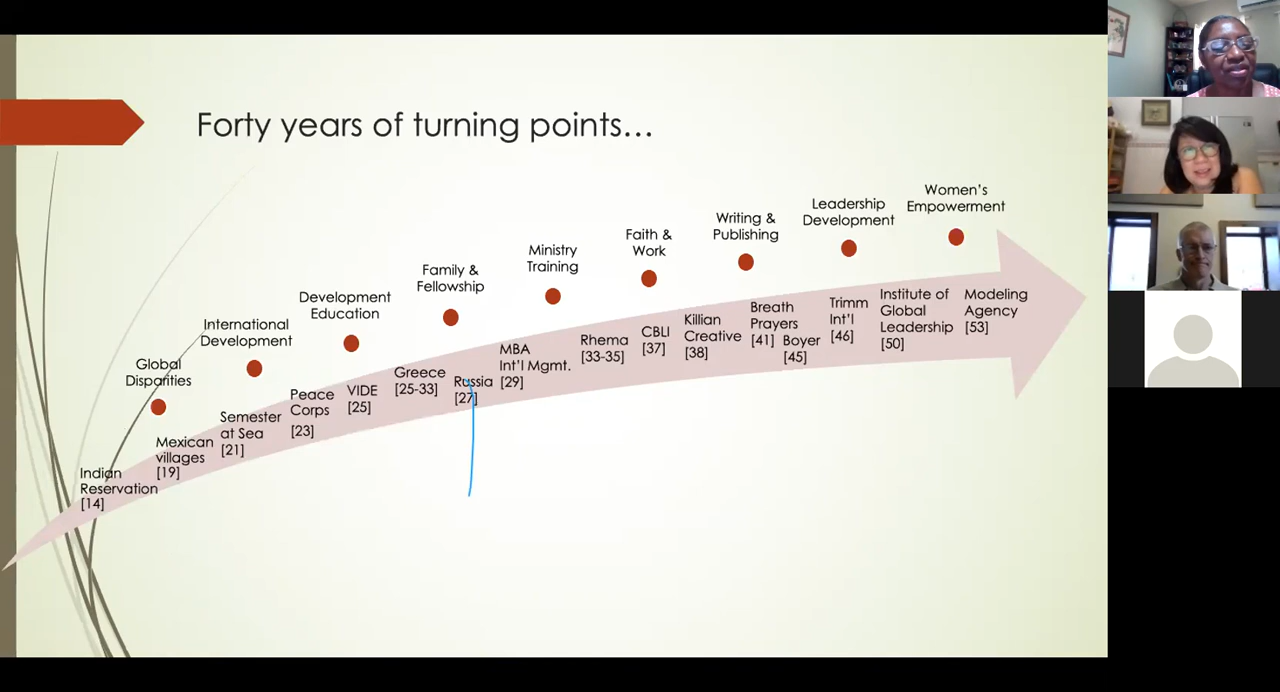 Forty years of turning points…
Global
Disparities
International
Development
Development
Education
Family &
Fellowship
Ministry
Training
Faith &
Work
Writing &
Publishing
Leadership
Development
Women's
Empowerment
Indian
Reservation
[14]
Mexican
villages
[19]
Semester
at Sea
[21]
Peace
Corps
[23]
VIDE
[25]
Greece
[25-33]
Russia
[27]
MBA
Int'l Mgmt.
[29]
Rhema
[33-35]
CBLI
[37]
Killian
Creative
[38]
Breath
Prayers
[41]
Boyer
[45]
Trimm
Int'l
[46]
Institute of
Global
Leadership
[50]
Modeling
Agency
[53]